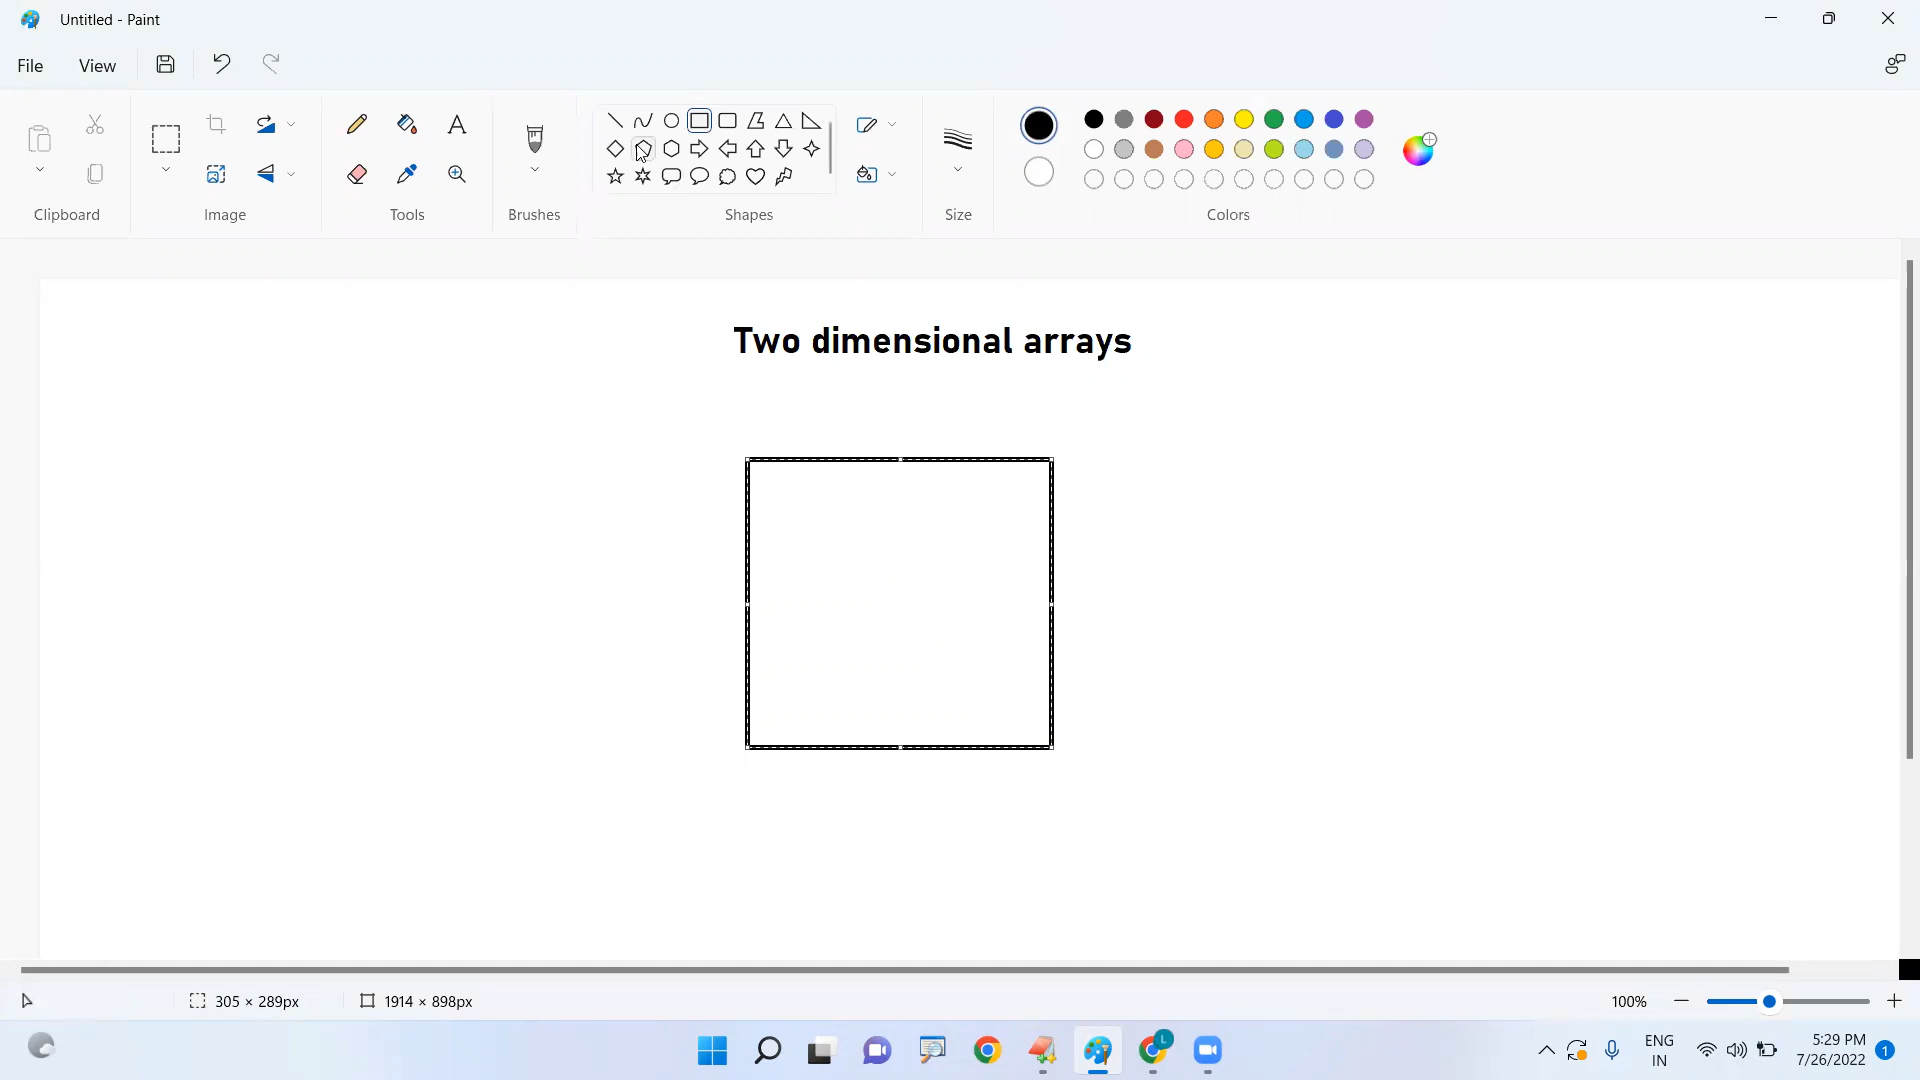 Untitled - Paint
File View
Clipboard Image Tools Brushes Shapes Size Colors
Two dimensional arrays
305 × 289px 1914 × 898px 100%
L
ENG 5:29 PM
IN 7/26/2022 1